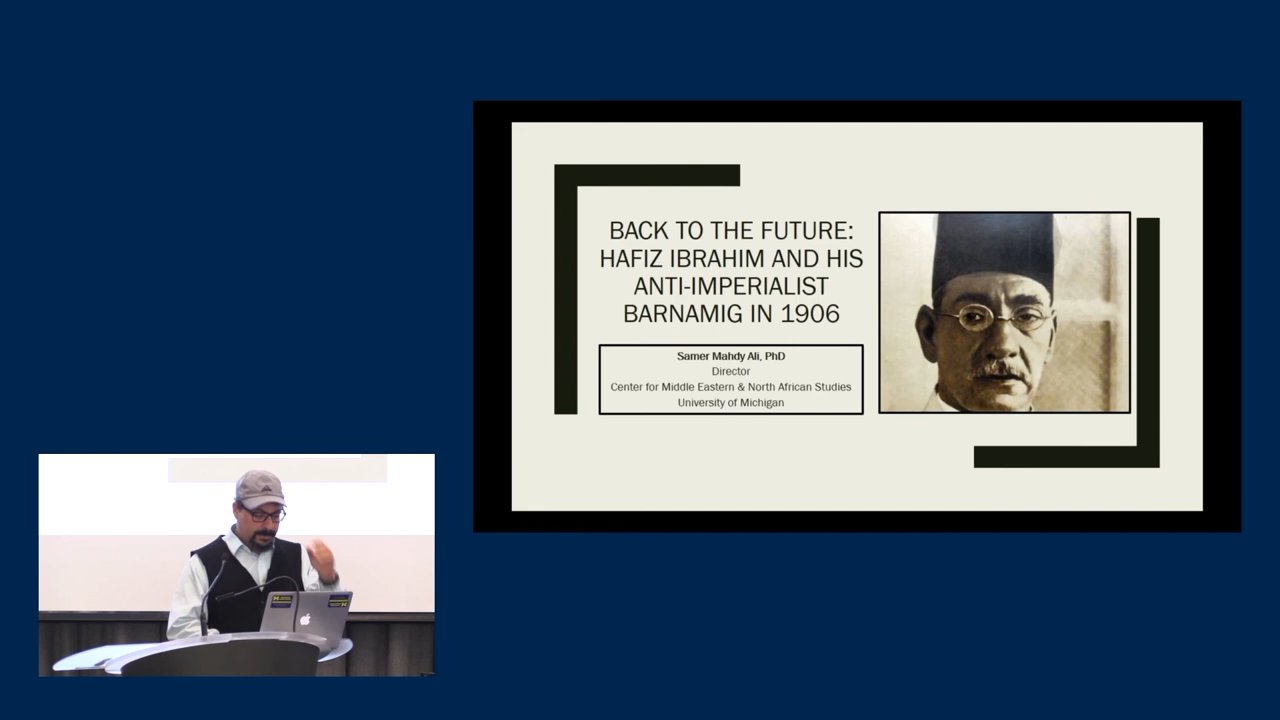 BACK TO THE FUTURE:
HAFIZ IBRAHIM AND HIS
ANTI-IMPERIALIST
BARNAMIG IN 1906
Samer Mahdy Ali, PhD
Director
Center for Middle Eastern & North African Studies
University of Michigan